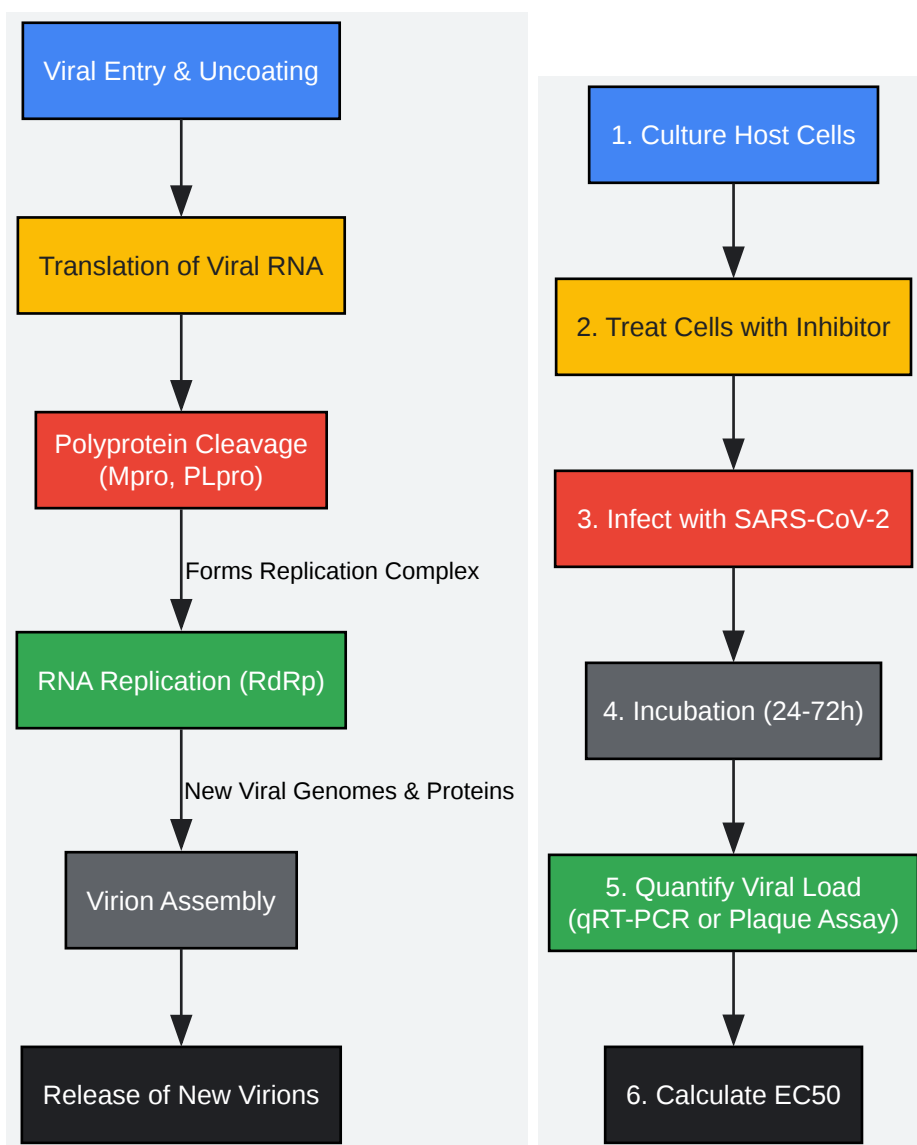 Viral Entry & Uncoating
Translation of Viral RNA
Polyprotein Cleavage
(Mpro, PLpro)
Forms Replication Complex
RNA Replication (RdRp)
New Viral Genomes & Proteins
Virion Assembly
Release of New Virions
1. Culture Host Cells
2. Treat Cells with Inhibitor
3. Infect with SARS-CoV-2
4. Incubation (24-72h)
5. Quantify Viral Load
(qRT-PCR or Plaque Assay)
6. Calculate EC50